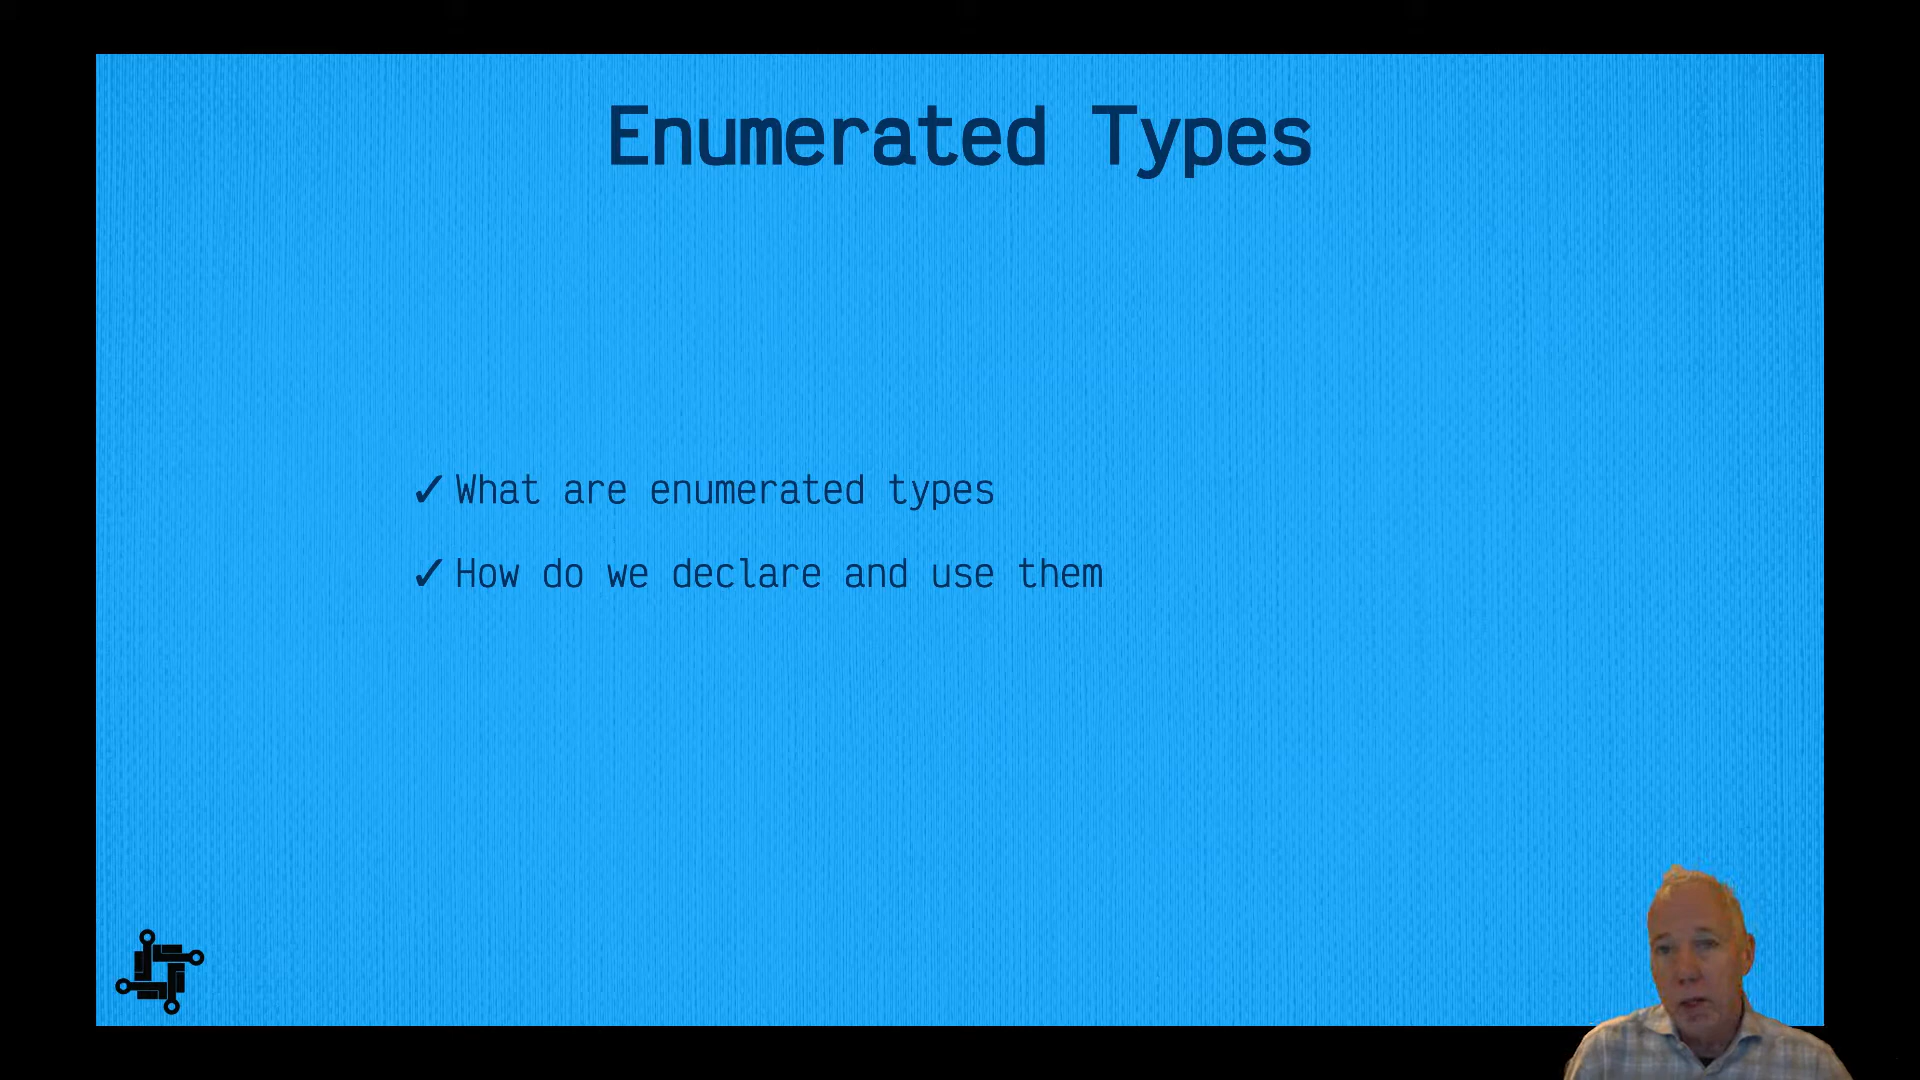 Enumerated Types
✓ What are enumerated types
✓ How do we declare and use them